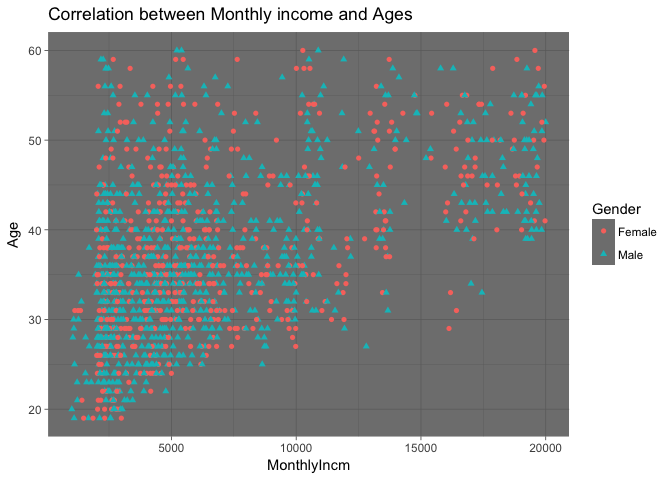 Correlation between Monthly income and Ages
60
50
40
30
20
Age
5000
10000
15000
20000
MonthlyIncm
Gender
Female
Male